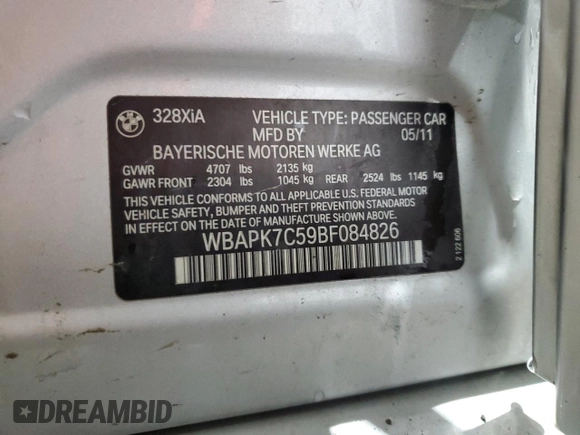 328XiA VEHICLE TYPE: PASSENGER CAR
MFD BY 05/11
BAYERISCHE MOTOREN WERKE AG
GVWR 4707 lbs 2135 kg
GAWR FRONT 2304 lbs 1045 kg REAR 2524 lbs 1145 kg
THIS VEHICLE CONFORMS TO ALL APPLICABLE U.S. FEDERAL MOTOR
VEHICLE SAFETY, BUMPER, AND THEFT PREVENTION STANDARDS
IN EFFECT ON THE DATE OF MANUFACTURE SHOWN ABOVE.
WBAPK7C59BF084826
2 122 606
DREAMBID